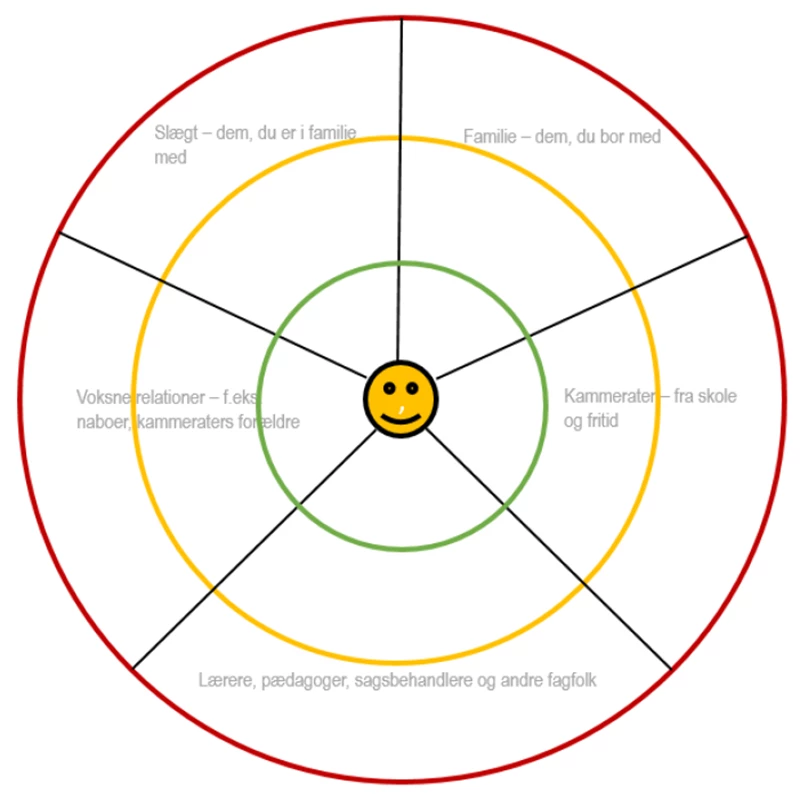 Slægt – dem, du er i familie
med
Familie – dem, du bor med
Voksne relationer – f.eks.
naboer, kammeraters forældre
Kammerater – fra skole
og fritid
Lærere, pædagoger, sagsbehandlere og andre fagfolk